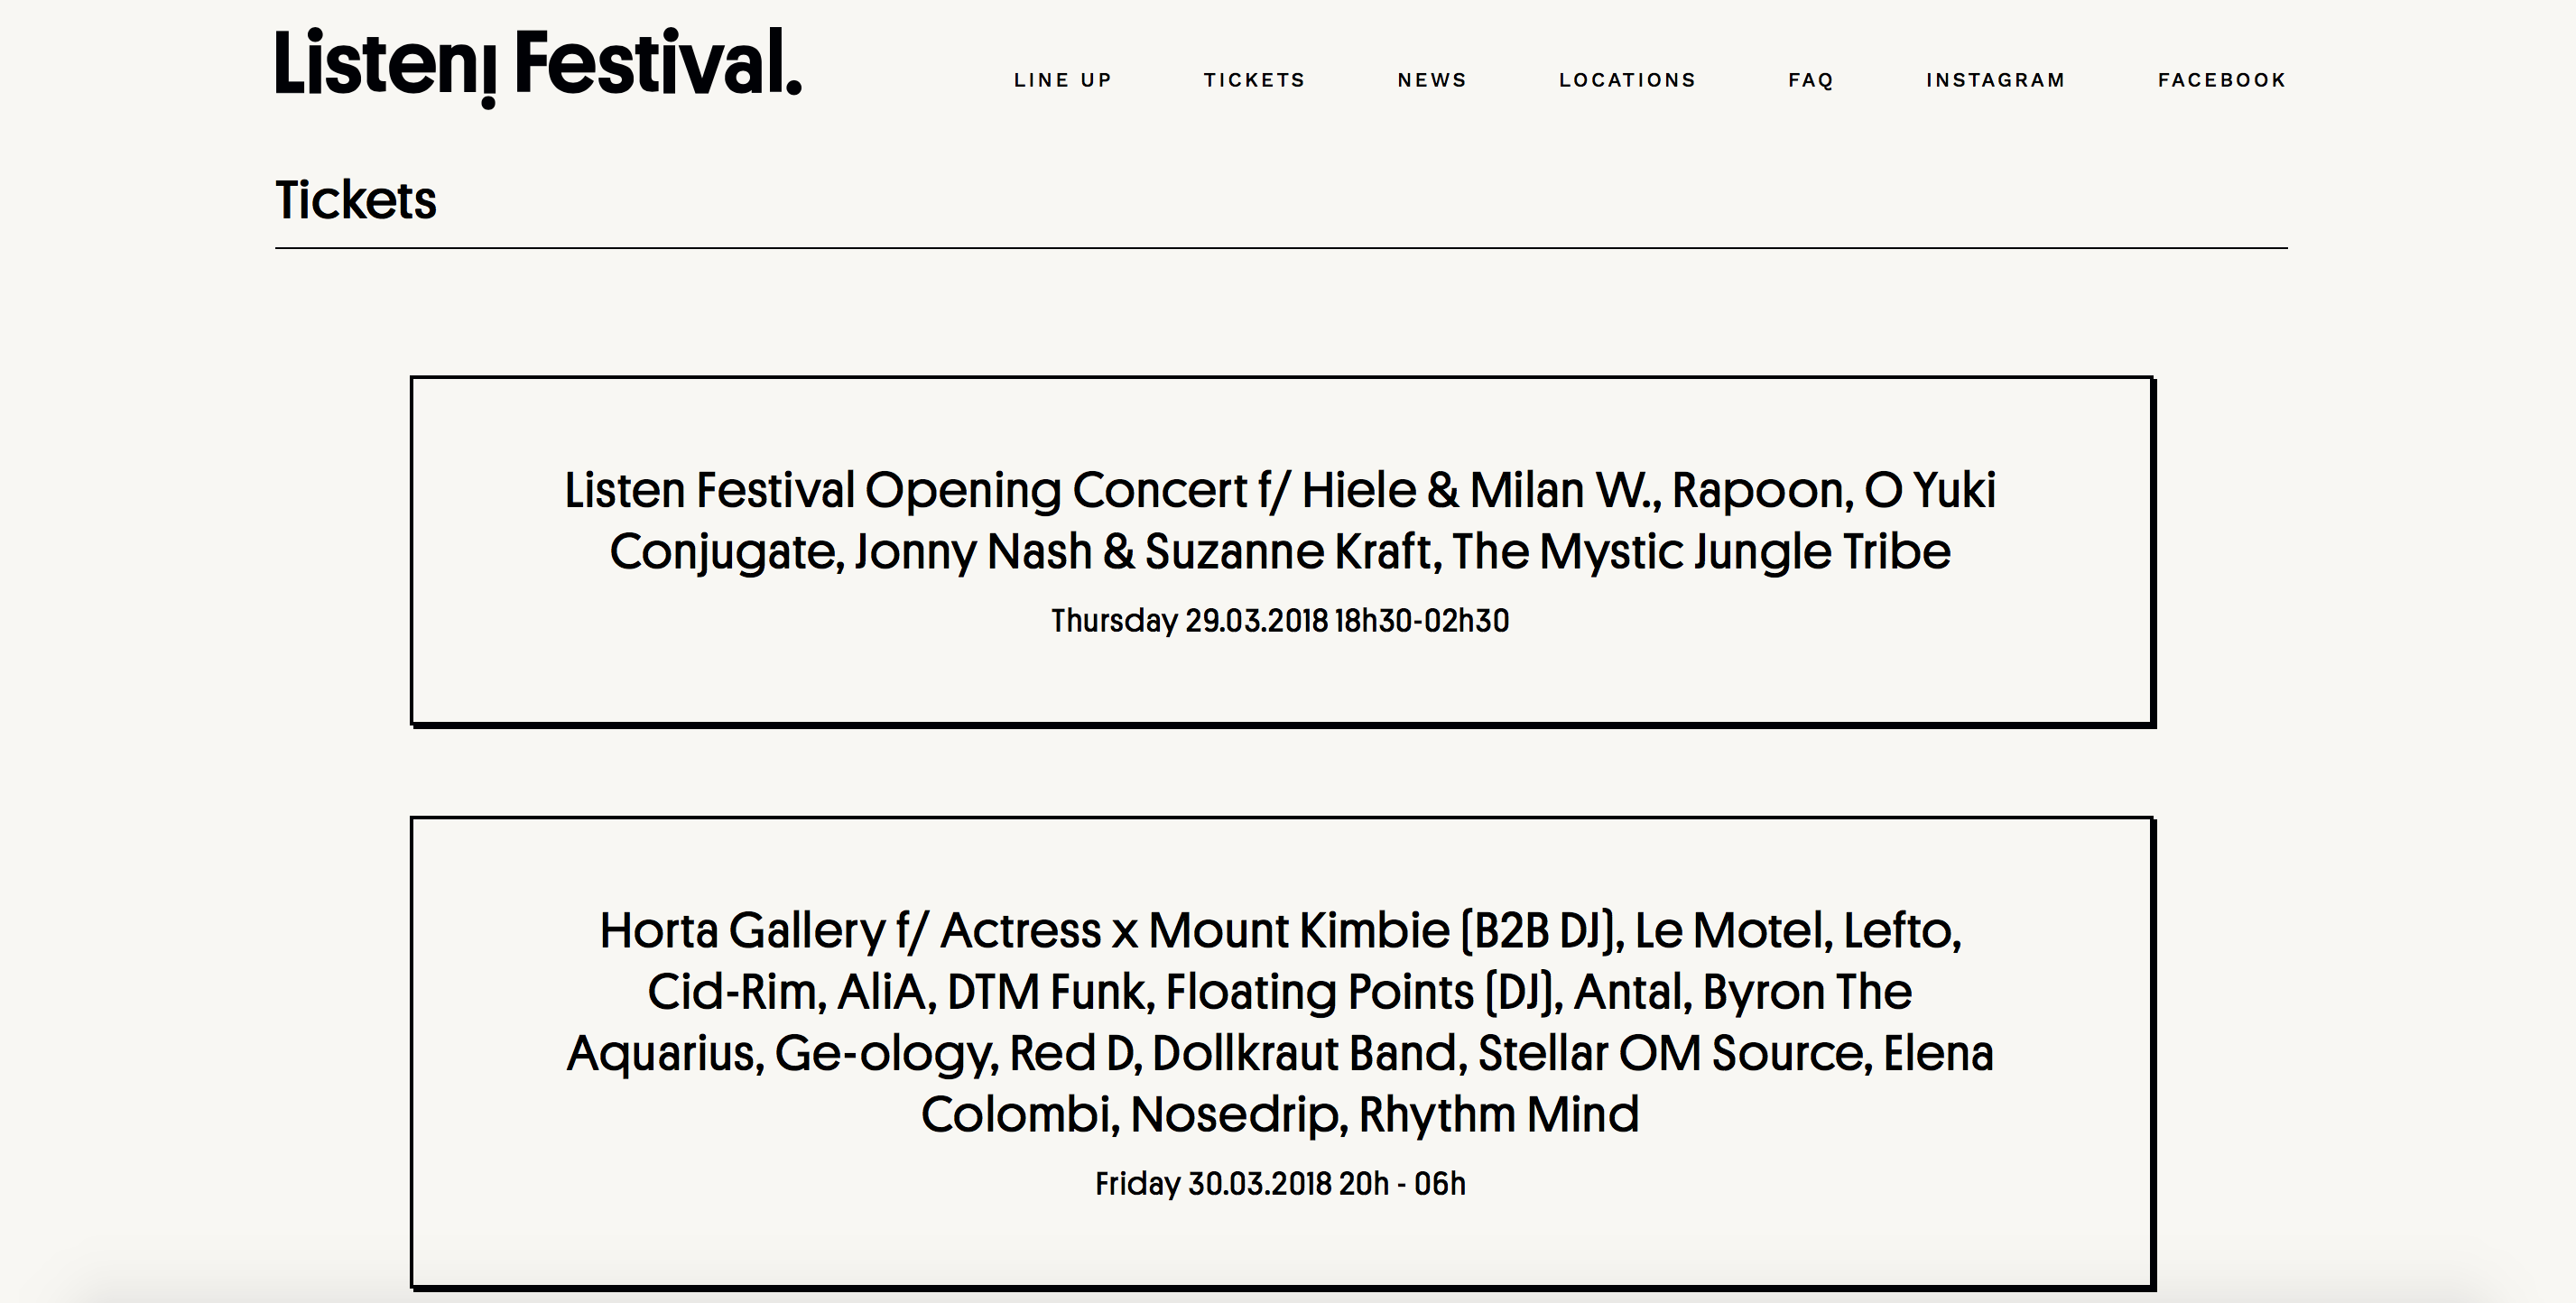 Listen¡ Festival.
LINE UP TICKETS NEWS LOCATIONS FAQ INSTAGRAM FACEBOOK
Tickets
Listen Festival Opening Concert f/ Hiele & Milan W., Rapoon, O Yuki
Conjugate, Jonny Nash & Suzanne Kraft, The Mystic Jungle Tribe
Thursday 29.03.2018 18h30-02h30
Horta Gallery f/ Actress x Mount Kimbie (B2B DJ), Le Motel, Lefto,
Cid-Rim, AliA, DTM Funk, Floating Points (DJ), Antal, Byron The
Aquarius, Ge-ology, Red D, Dollkraut Band, Stellar OM Source, Elena
Colombi, Nosedrip, Rhythm Mind
Friday 30.03.2018 20h - 06h